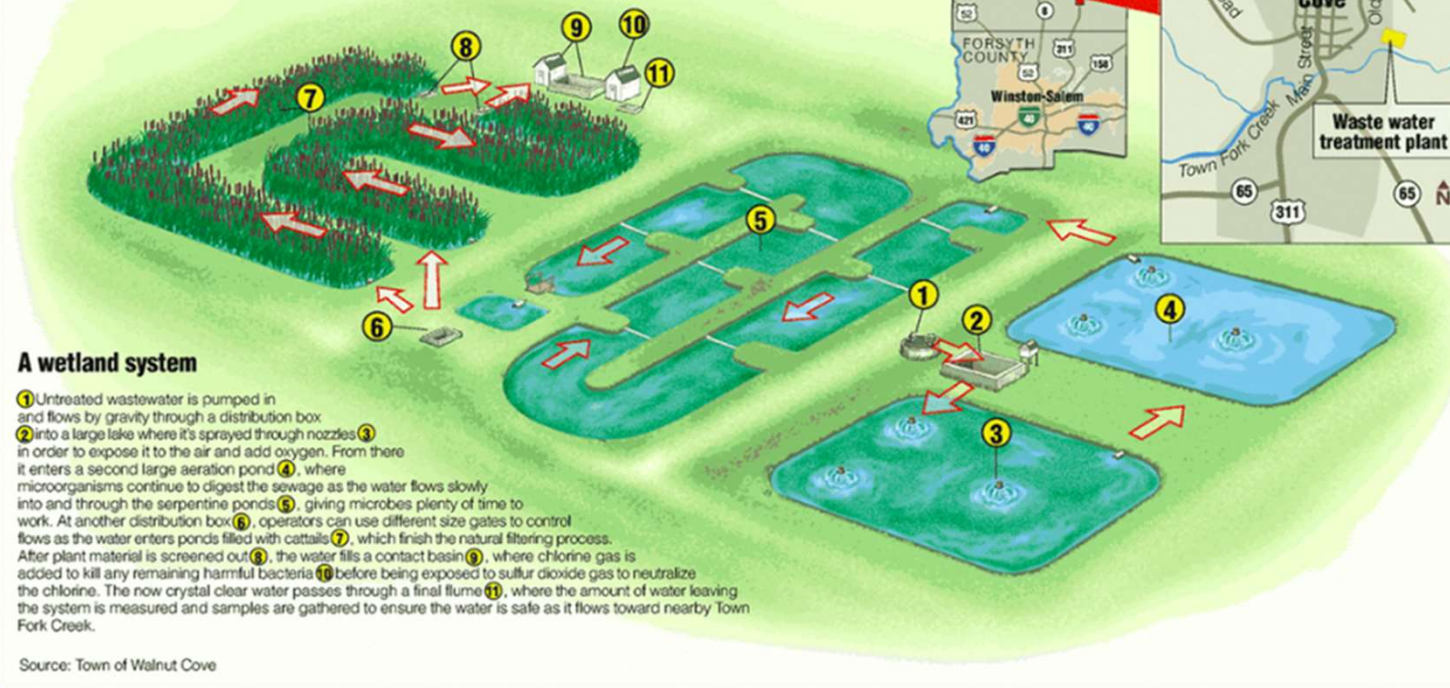 Cove
Main Street
52
6
311
158
FORSYTH
COUNTY
52
Winston-Salem
421
40
40
40
Waste water
treatment plant
Town Fork Creek
65
311
65
N
9
10
8
11
7
5
1
2
4
6
3
A wetland system
1 Untreated wastewater is pumped in
and flows by gravity through a distribution box
2 into a large lake where it's sprayed through nozzles 3
in order to expose it to the air and add oxygen. From there
it enters a second large aeration pond 4, where
microorganisms continue to digest the sewage as the water flows slowly
into and through the serpentine ponds 5, giving microbes plenty of time to
work. At another distribution box 6, operators can use different size gates to control
flows as the water enters ponds filled with cattails 7, which finish the natural filtering process.
After plant material is screened out 8, the water fills a contact basin 9, where chlorine gas is
added to kill any remaining harmful bacteria 10 before being exposed to sulfur dioxide gas to neutralize
the chlorine. The now crystal clear water passes through a final flume 11, where the amount of water leaving
the system is measured and samples are gathered to ensure the water is safe as it flows toward nearby Town
Fork Creek.
Source: Town of Walnut Cove